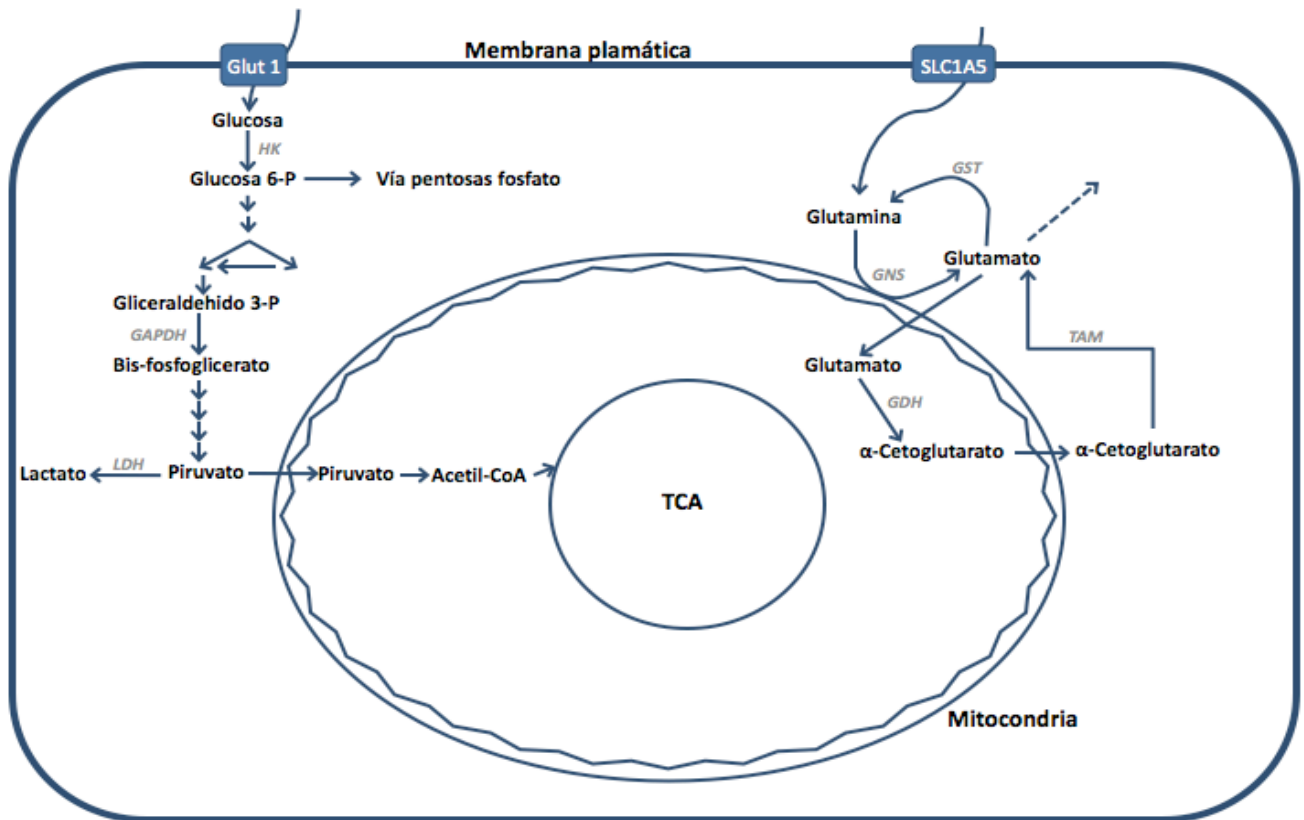 Membrana plamática
Glut 1
SLC1A5
Glucosa
HK
Glucosa 6-P
Vía pentosas fosfato
GST
Glutamina
Glutamato
GNS
Gliceraldehido 3-P
GAPDH
TAM
Bis-fosfoglicerato
Glutamato
GDH
α-Cetoglutarato
α-Cetoglutarato
Lactato
LDH
Piruvato
Piruvato
Acetil-CoA
TCA
Mitocondria